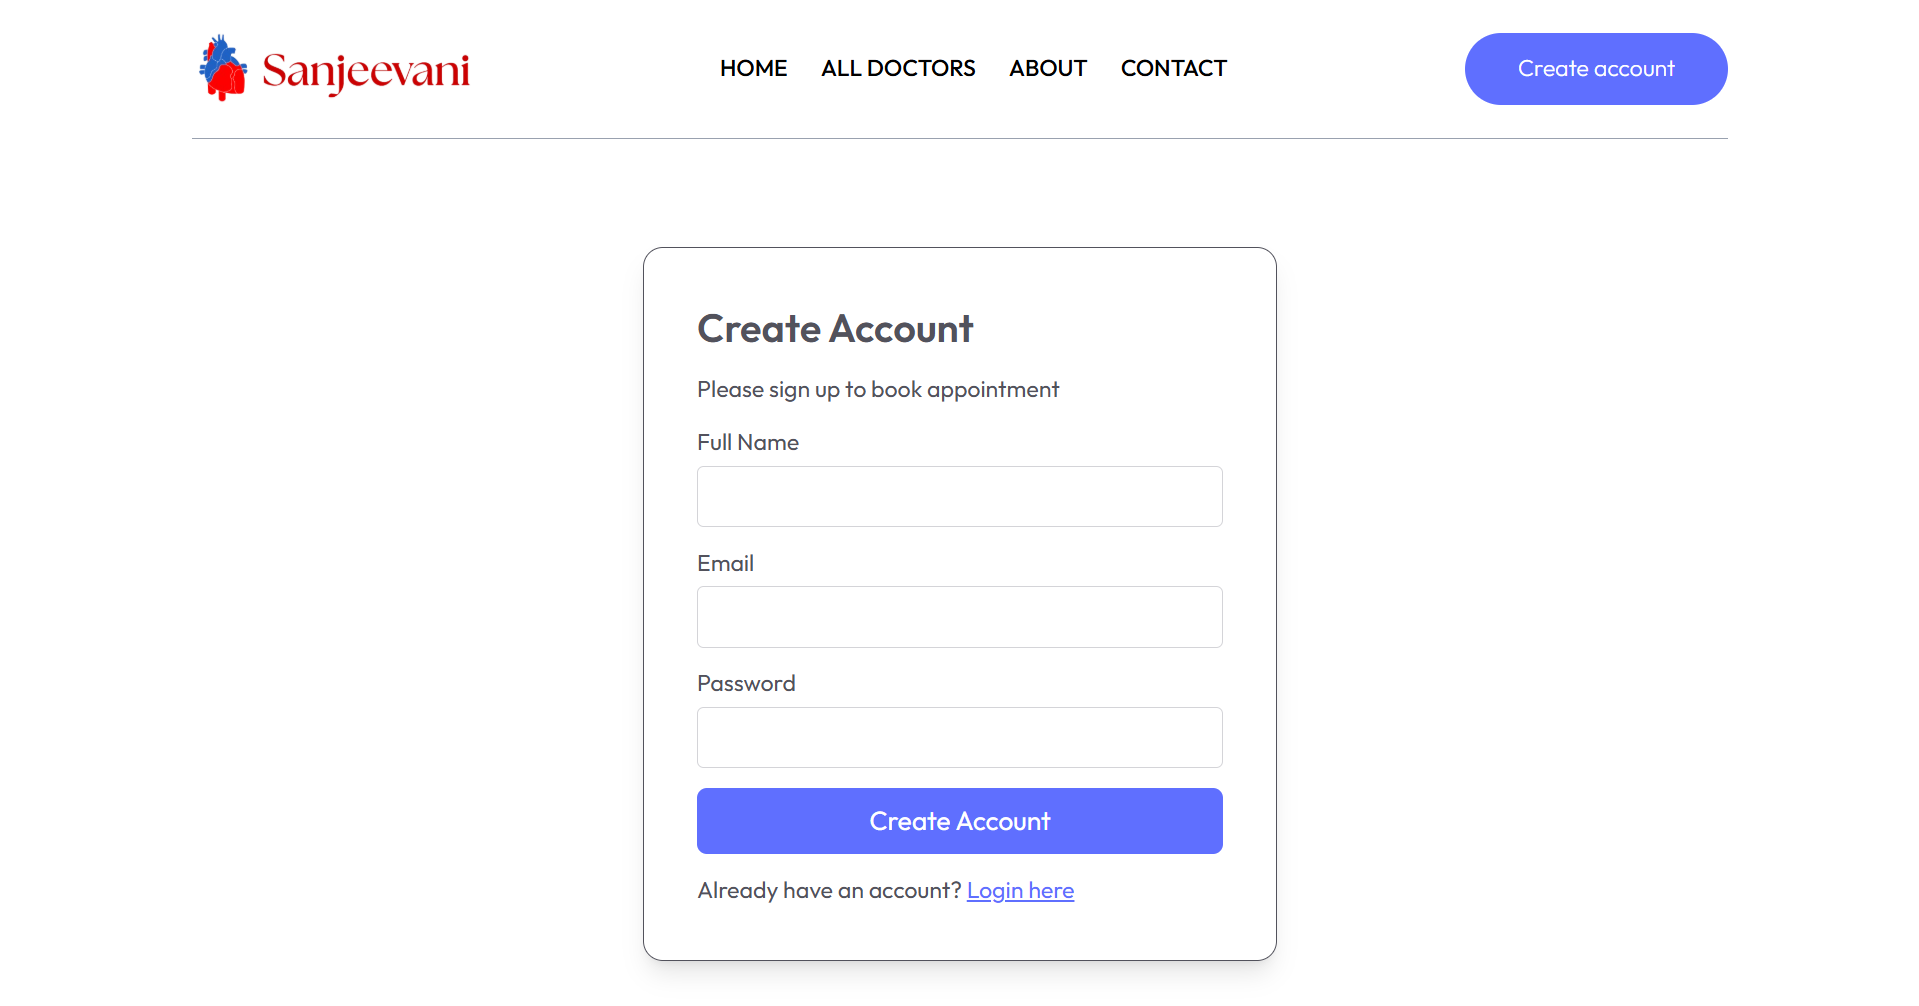 Sanjeevani
HOME ALL DOCTORS ABOUT CONTACT
Create account
Create Account
Please sign up to book appointment
Full Name
Email
Password
Create Account
Already have an account? Login here